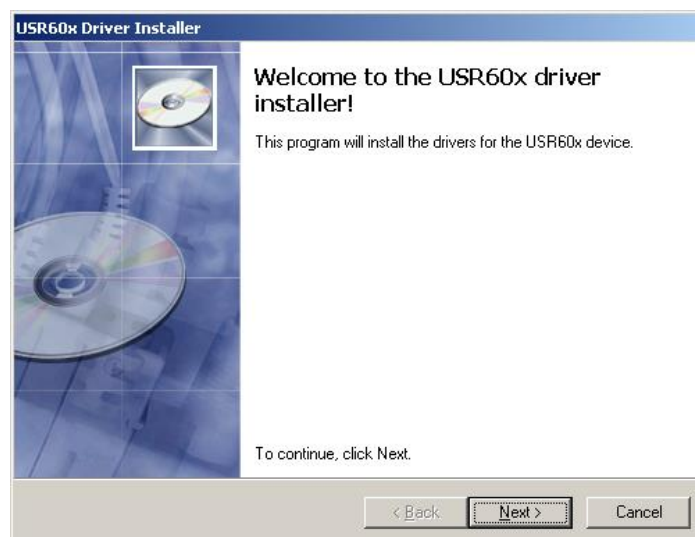 USR60x Driver Installer
Welcome to the USR60x driver
installer!
This program will install the drivers for the USR60x device.
To continue, click Next.
< Back
Next >
Cancel